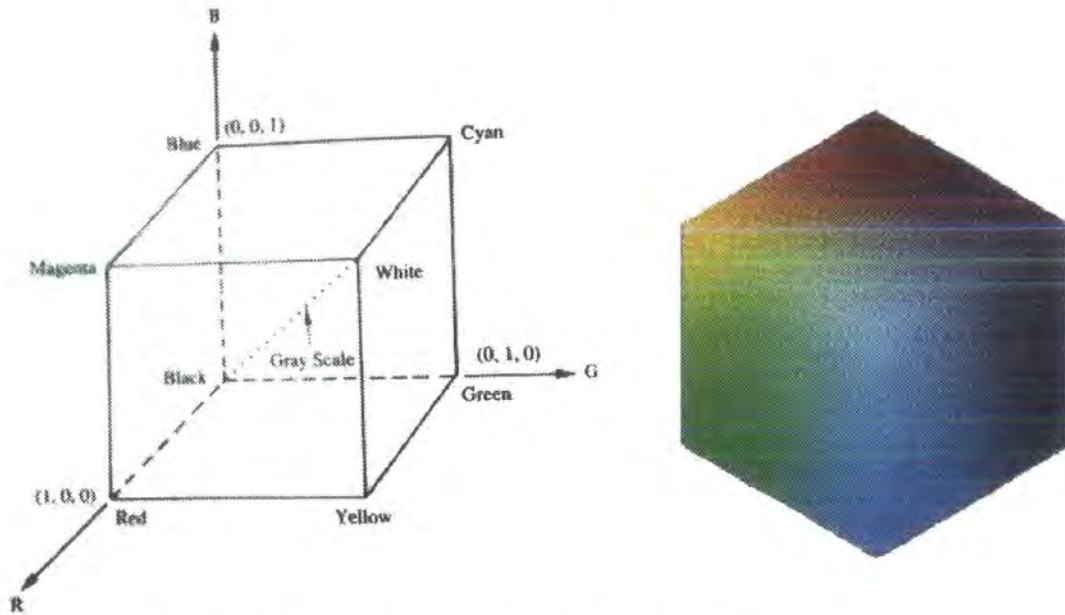 B
Blue
(0, 0, 1)
Cyan
Magenta
White
Gray Scale
Black
(0, 1, 0)
G
Green
(1, 0, 0)
Red
Yellow
R